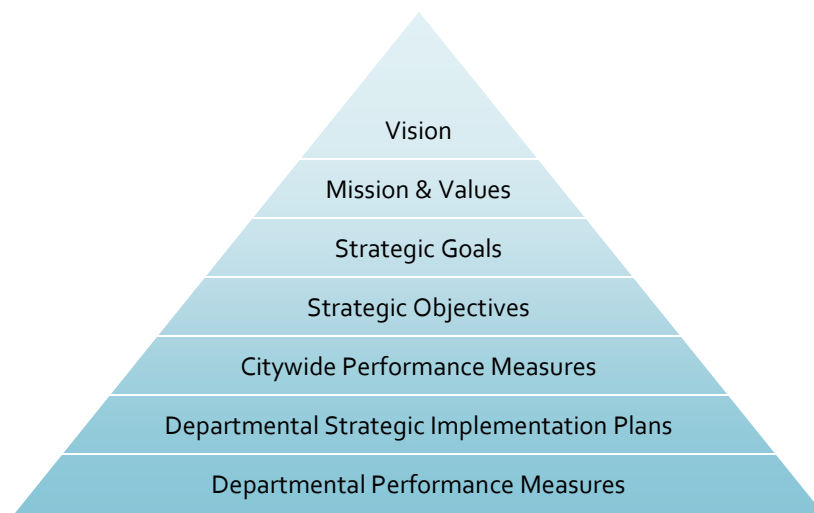 Vision
Mission & Values
Strategic Goals
Strategic Objectives
Citywide Performance Measures
Departmental Strategic Implementation Plans
Departmental Performance Measures